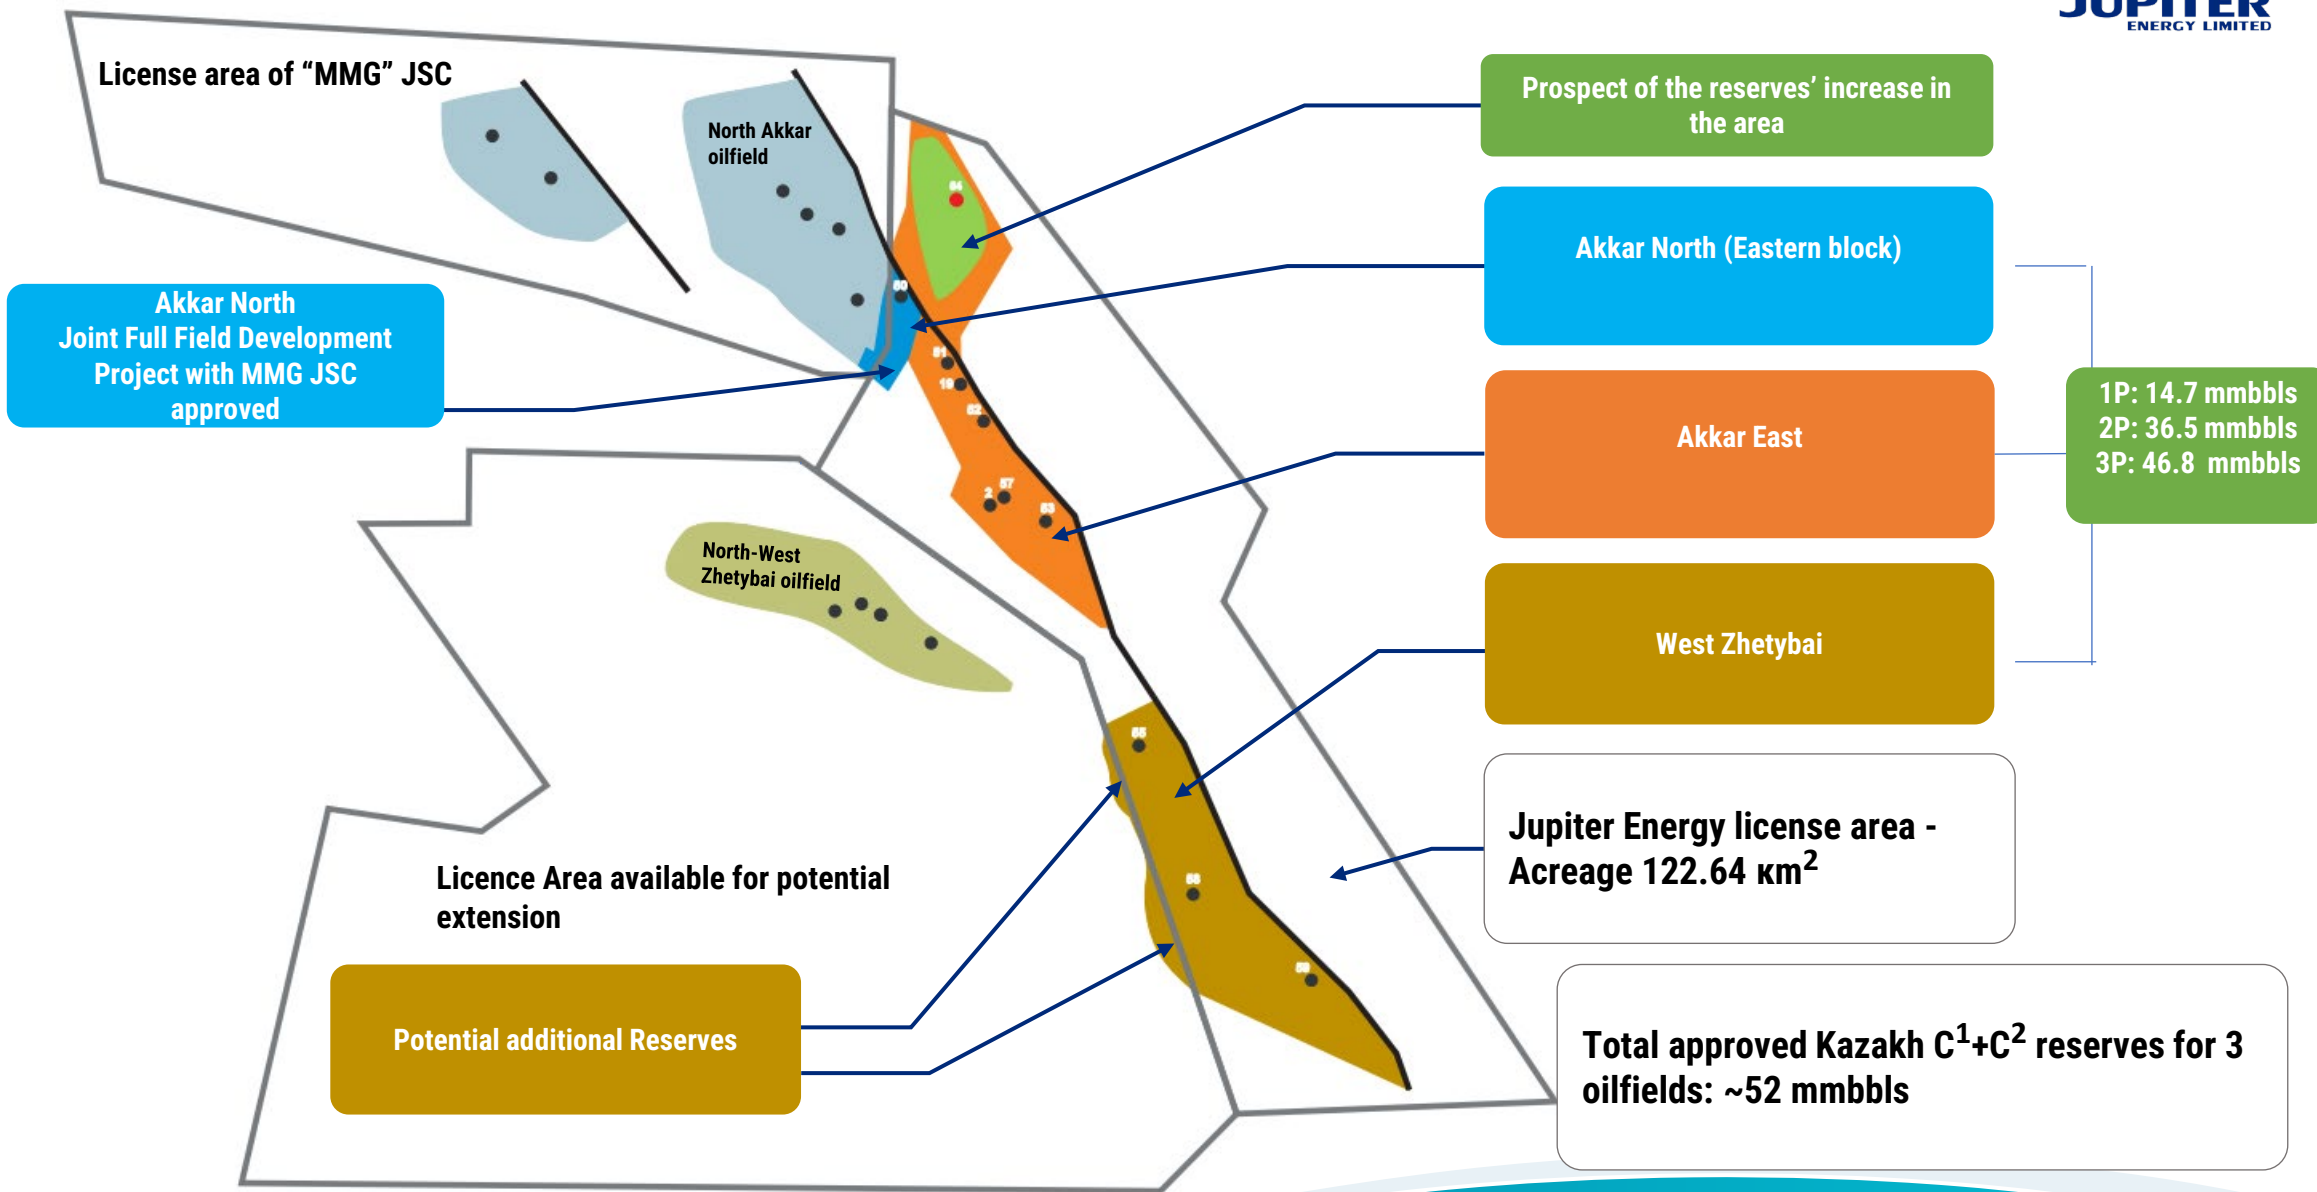 JUPITER
ENERGY LIMITED
License area of “MMG” JSC
North Akkar
oilfield
Prospect of the reserves’ increase in
the area
Akkar North (Eastern block)
Akkar North
Joint Full Field Development
Project with MMG JSC
approved
Akkar East
1P: 14.7 mmbbls
2P: 36.5 mmbbls
3P: 46.8 mmbbls
19
2
57
North-West
Zhetybai oilfield
West Zhetybai
Jupiter Energy license area -
Acreage 122.64 км²
Licence Area available for potential
extension
Potential additional Reserves
Total approved Kazakh C¹+C² reserves for 3
oilfields: ~52 mmbbls